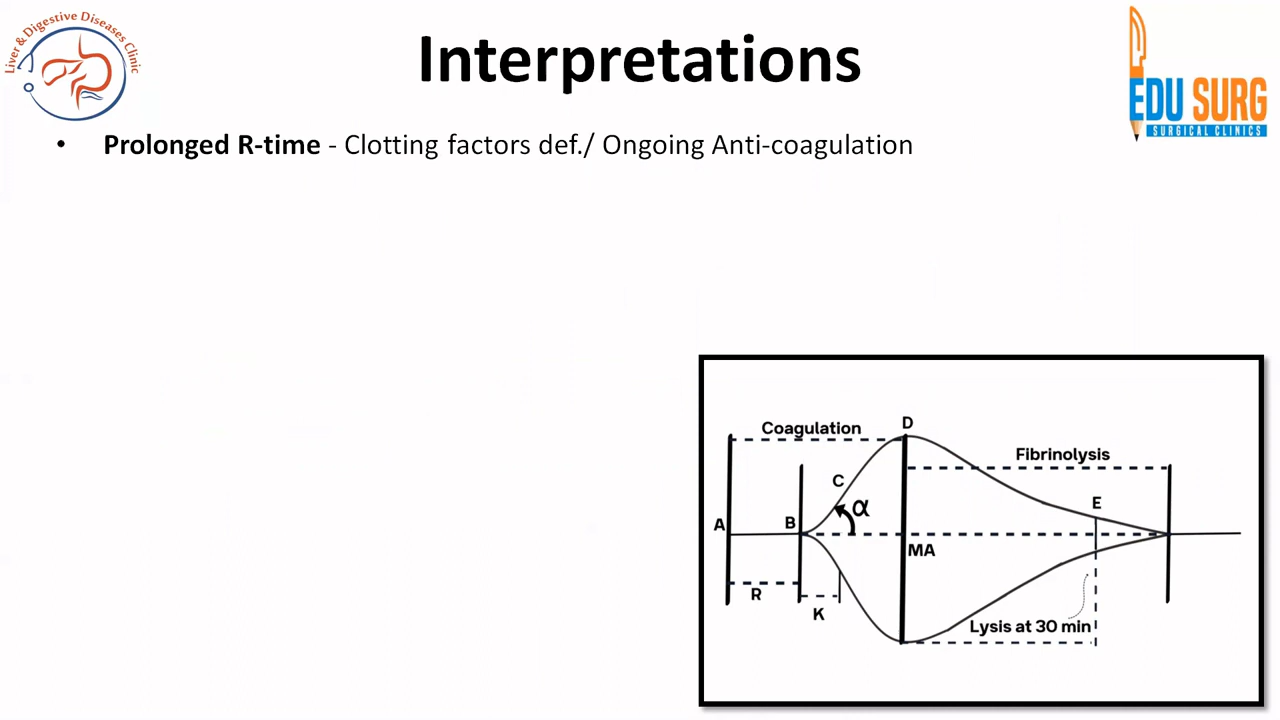 Liver & Digestive Diseases Clinic
Interpretations
EDU SURG
SURGICAL CLINICS
• Prolonged R-time - Clotting factors def./ Ongoing Anti-coagulation
Coagulation
D
Fibrinolysis
C
α
E
A
B
MA
R
K
Lysis at 30 min